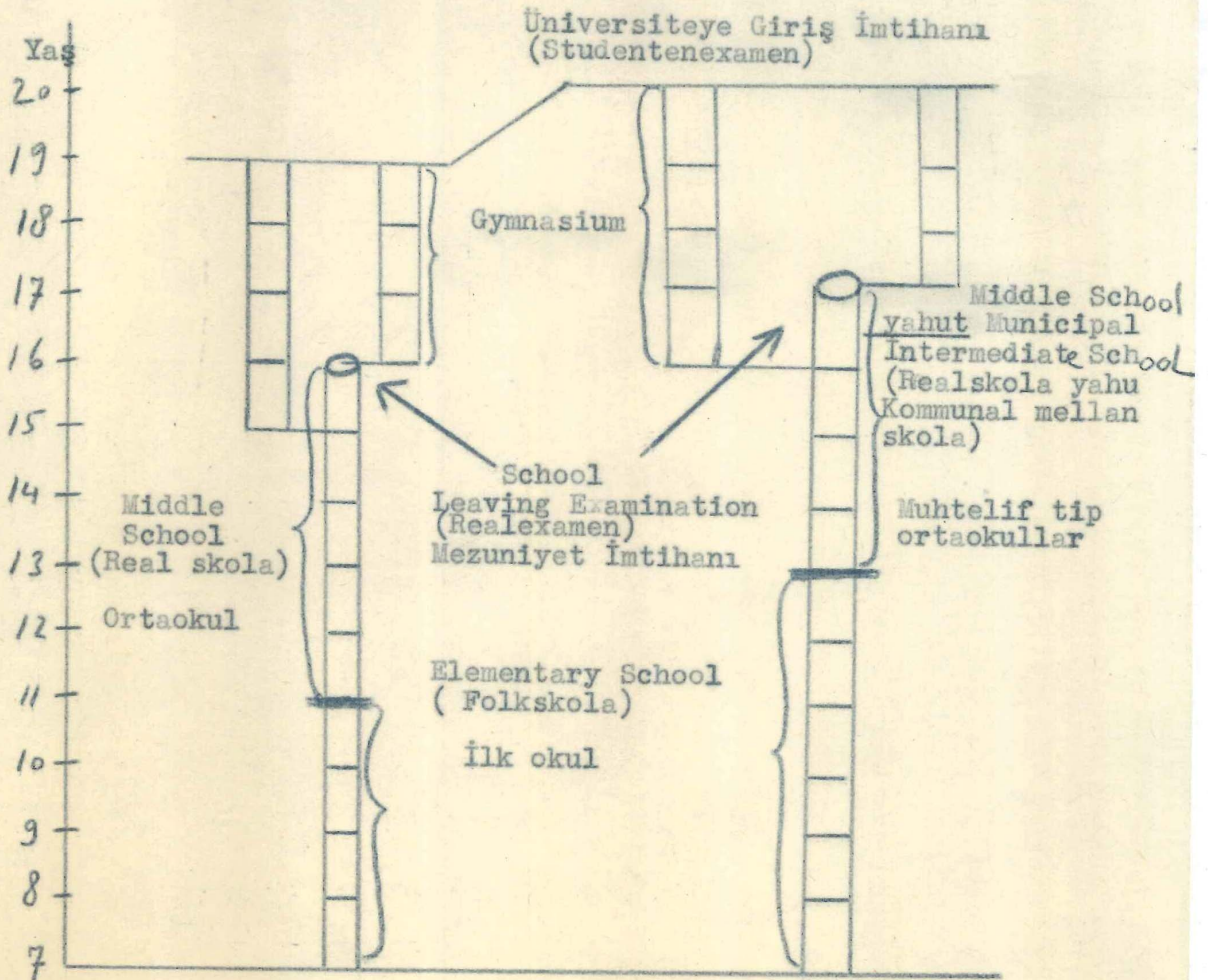 Üniversiteye Giriş İmtihanı
(Studentenexamen)
Yaş
20
19
18
17
16
15
14
13
12
11
10
9
8
7
Gymnasium
Middle School
yahut Municipal
Intermediate School
(Realskola yahu
Kommunal mellan
skola)
School
Leaving Examination
(Realexamen)
Mezuniyet İmtihanı
Middle
School
(Real skola)
Ortaokul
Muhtelif tip
ortaokullar
Elementary School
( Folkskola)
İlk okul